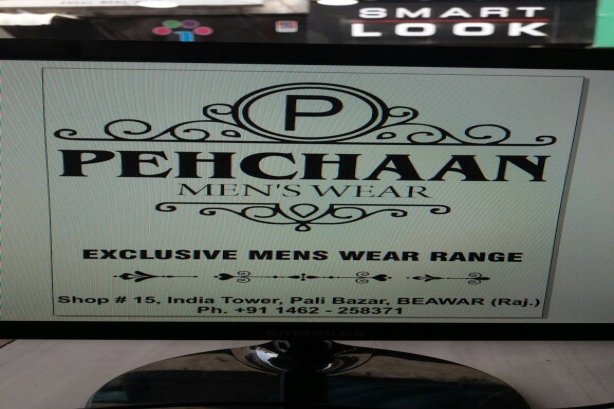 SMART
LOOK
P
PEHCHAAN
MEN'S WEAR
EXCLUSIVE MENS WEAR RANGE
Shop # 15, India Tower, Pali Bazar, BEAWAR (Raj.)
Ph. +91 1462 - 258371
SAMSUNG